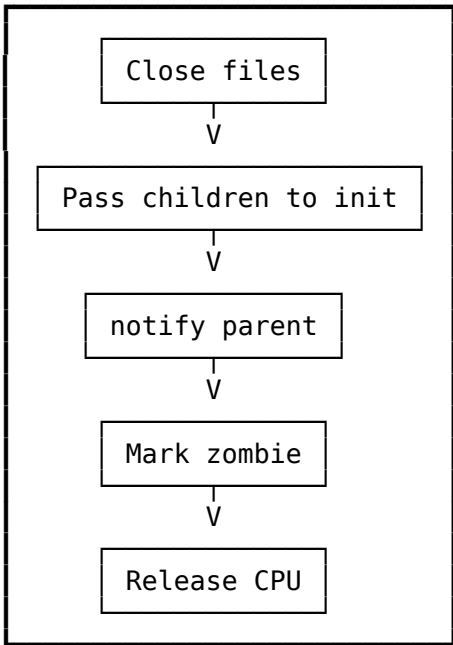 Close files
V
Pass children to init
V
notify parent
V
Mark zombie
V
Release CPU